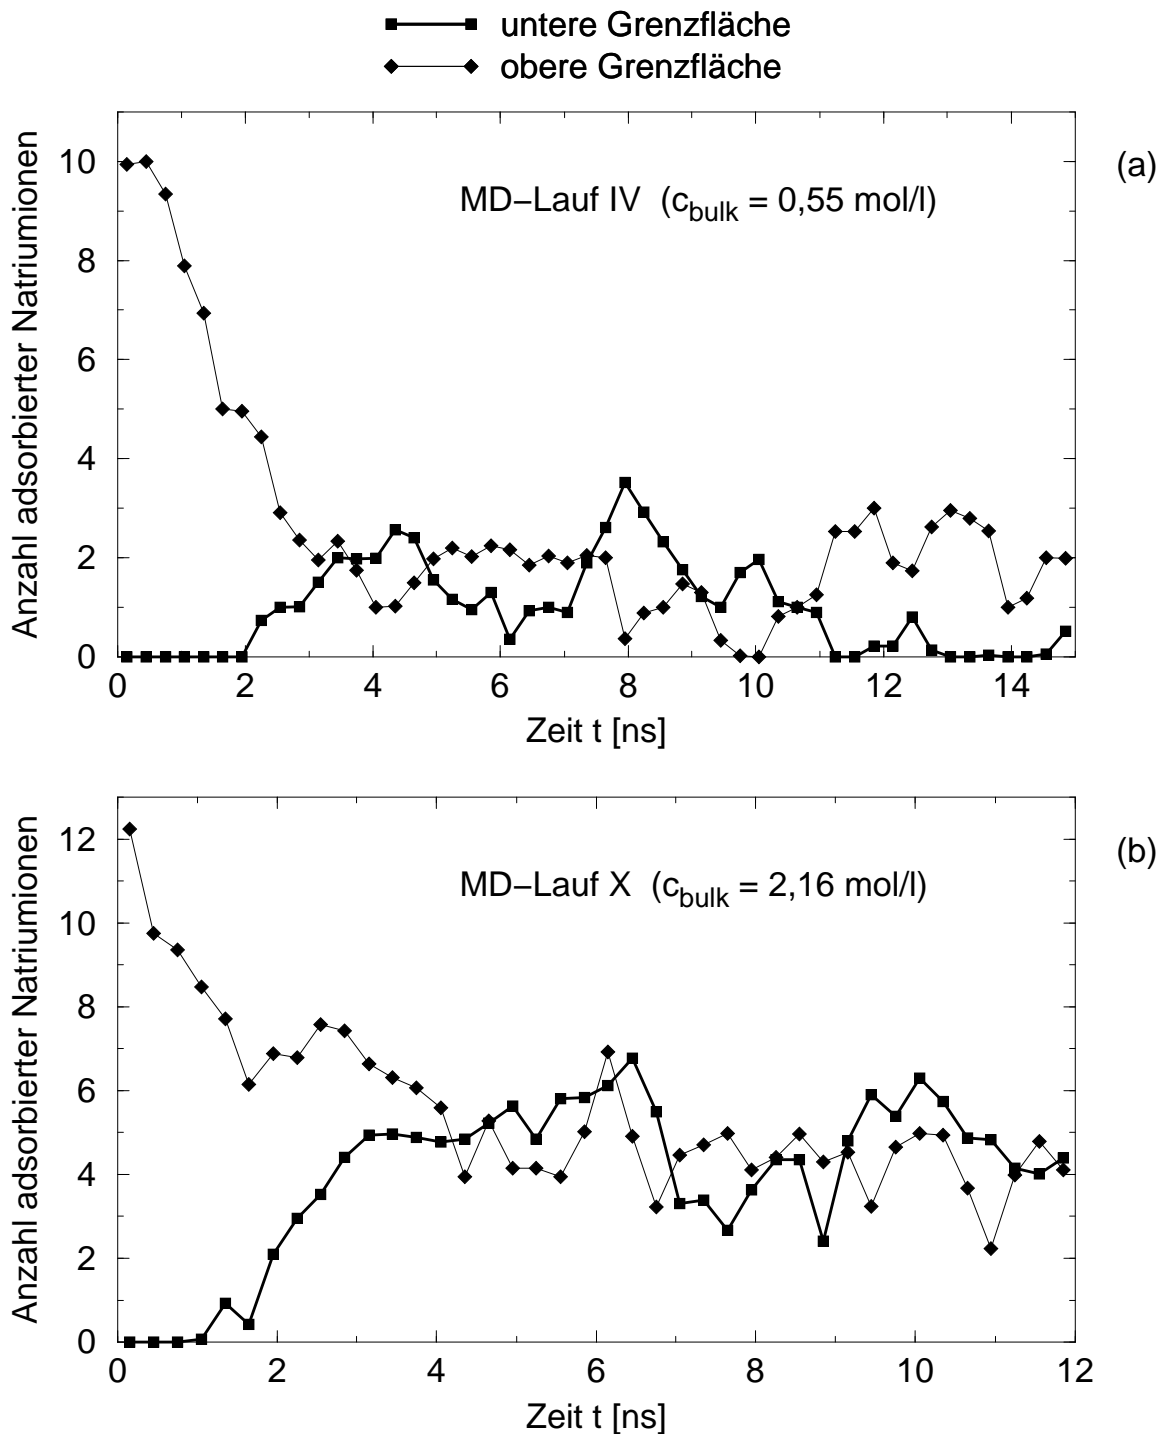 untere Grenzfläche
obere Grenzfläche
Anzahl adsorbierter Natriumionen
10
8
6
4
2
0
MD−Lauf IV (c_bulk = 0,55 mol/l)
(a)
0 2 4 6 8 10 12 14
Zeit t [ns]
Anzahl adsorbierter Natriumionen
12
10
8
6
4
2
0
MD−Lauf X (c_bulk = 2,16 mol/l)
(b)
0 2 4 6 8 10 12
Zeit t [ns]